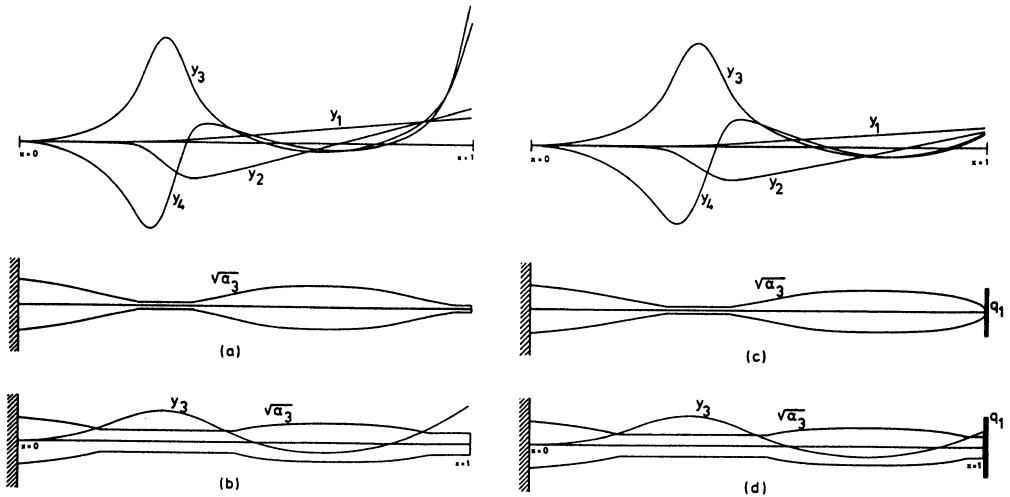 y3
y1
x=0
x=1
y2
y4
√α3
(a)
y3
√α3
x=0
x=1
(b)
y3
y1
x=0
x=1
y2
y4
√α3
q1
(c)
y3
√α3
q1
x=0
x=1
(d)